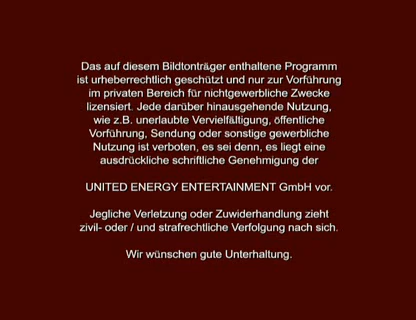 Das auf diesem Bildtonträger enthaltene Programm
ist urheberrechtlich geschützt und nur zur Vorführung
im privaten Bereich für nichtgewerbliche Zwecke
lizensiert. Jede darüber hinausgehende Nutzung,
wie z.B. unerlaubte Vervielfältigung, öffentliche
Vorführung, Sendung oder sonstige gewerbliche
Nutzung ist verboten, es sei denn, es liegt eine
ausdrückliche schriftliche Genehmigung der
UNITED ENERGY ENTERTAINMENT GmbH vor.
Jegliche Verletzung oder Zuwiderhandlung zieht
zivil- oder / und strafrechtliche Verfolgung nach sich.
Wir wünschen gute Unterhaltung.